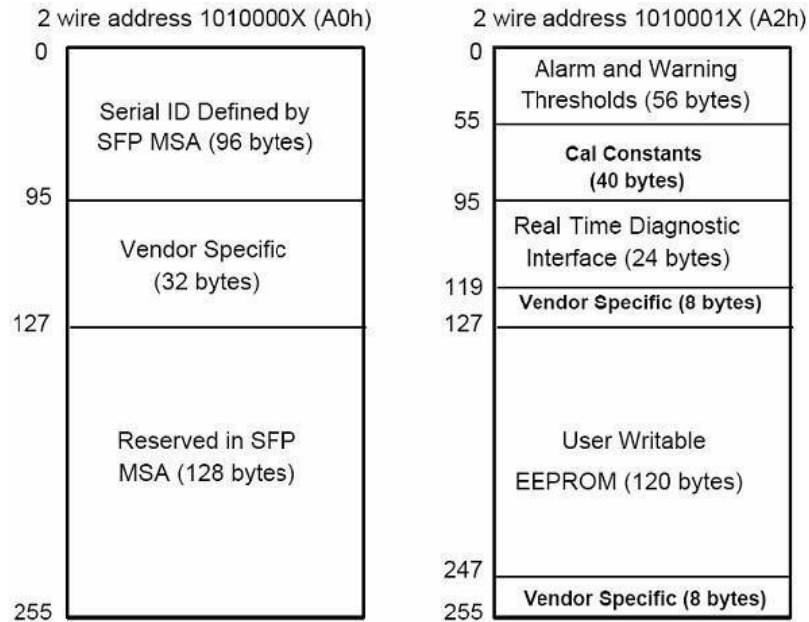 2 wire address 1010000X (A0h)
0
Serial ID Defined by
SFP MSA (96 bytes)
95
Vendor Specific
(32 bytes)
127
Reserved in SFP
MSA (128 bytes)
255
2 wire address 1010001X (A2h)
0
Alarm and Warning
Thresholds (56 bytes)
55
Cal Constants
(40 bytes)
95
Real Time Diagnostic
Interface (24 bytes)
119
Vendor Specific (8 bytes)
127
User Writable
EEPROM (120 bytes)
247
Vendor Specific (8 bytes)
255